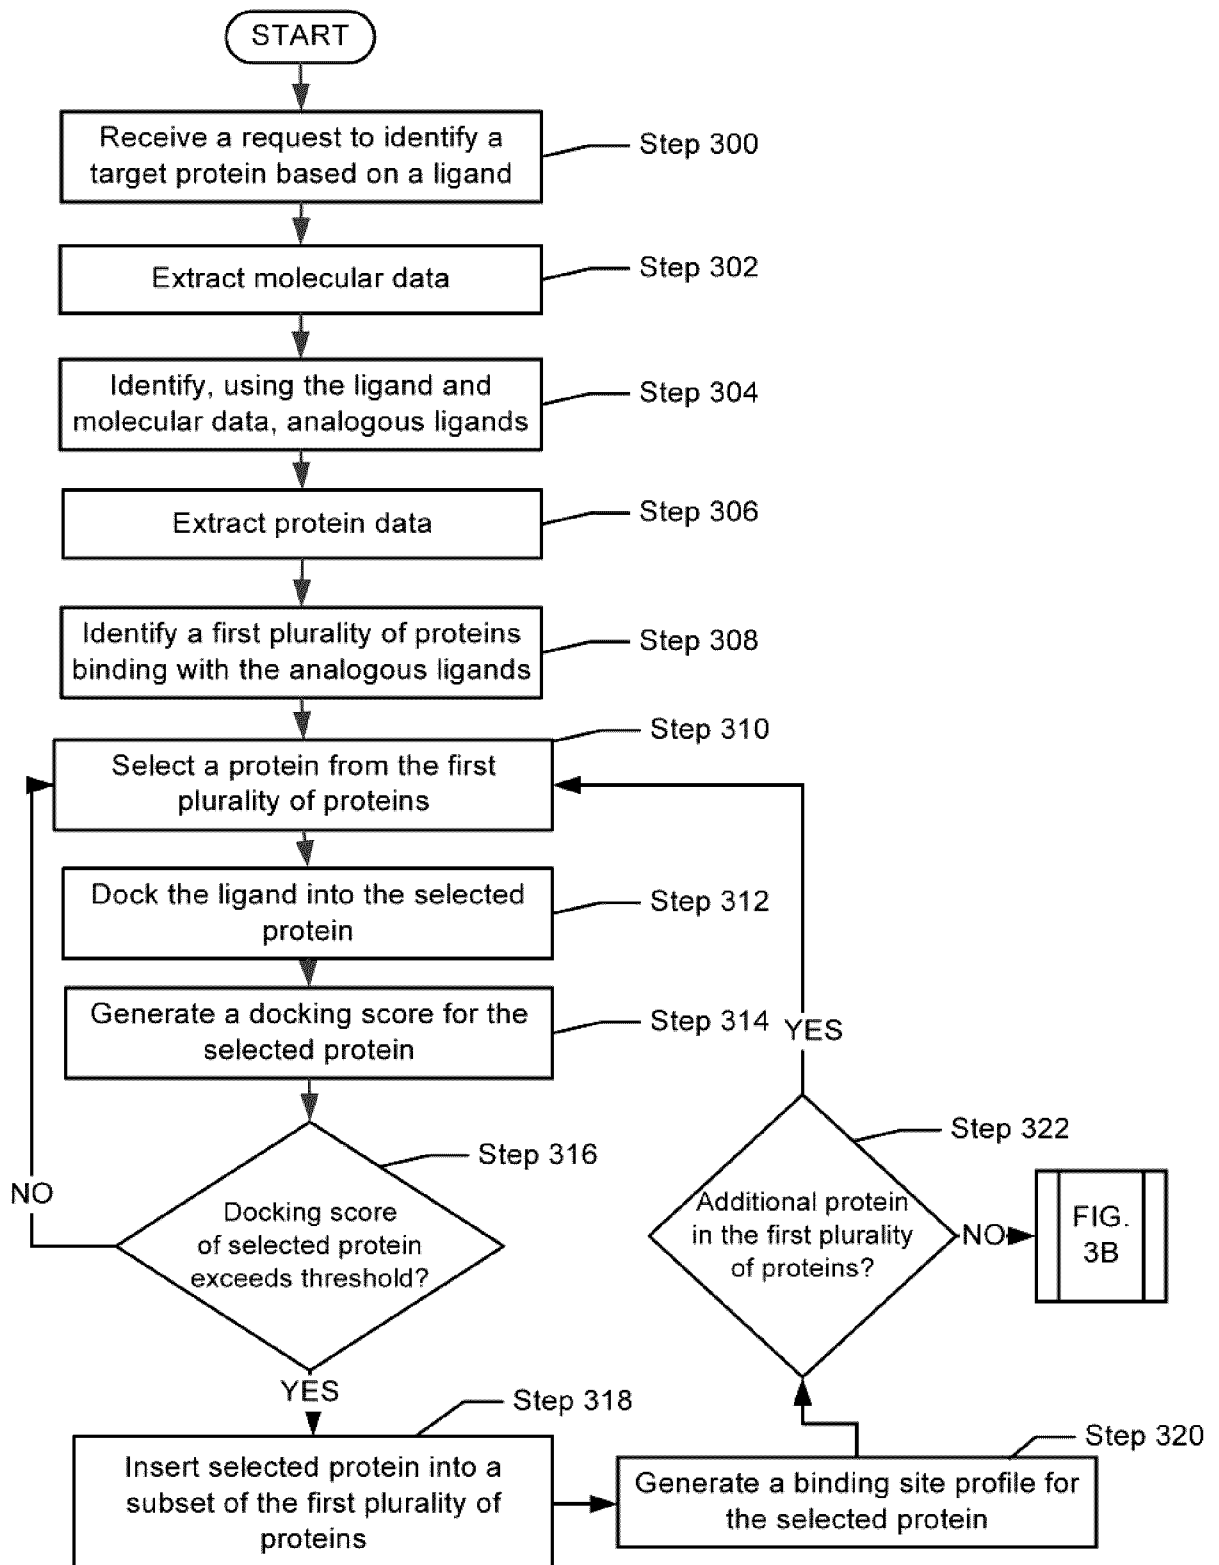 START
Receive a request to identify a
target protein based on a ligand
Step 300
Extract molecular data
Step 302
Identify, using the ligand and
molecular data, analogous ligands
Step 304
Extract protein data
Step 306
Identify a first plurality of proteins
binding with the analogous ligands
Step 308
Step 310
Select a protein from the first
plurality of proteins
Dock the ligand into the selected
protein
Step 312
Generate a docking score for the
selected protein
Step 314
YES
Step 322
Step 316
NO
Docking score
of selected protein
exceeds threshold?
Additional protein
in the first plurality
of proteins?
NO
FIG.
3B
YES
Step 318
Insert selected protein into a
subset of the first plurality of
proteins
Step 320
Generate a binding site profile for
the selected protein